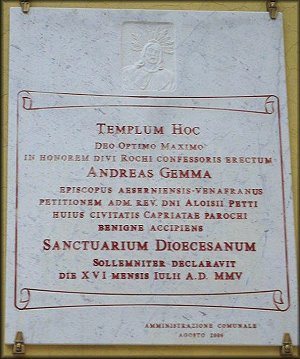 TEMPLUM HOC
DEO OPTIMO MAXIMO
IN HONOREM DIVI ROCHI CONFESSORIS ERECTUM
ANDREAS GEMMA
EPISCOPUS AESERNIENSIS-VENAFRANUS
PETITIONEM ADM. REV. DNI ALOISII PETTI
HUIUS CIVITATIS CAPRIATAE PAROCHI
BENIGNE ACCIPIENS
SANCTUARIUM DIOECESANUM
SOLLEMNITER DECLARAVIT
DIE XVI MENSIS IULII A.D. MMV
AMMINISTRAZIONE COMUNALE
AGOSTO 2006